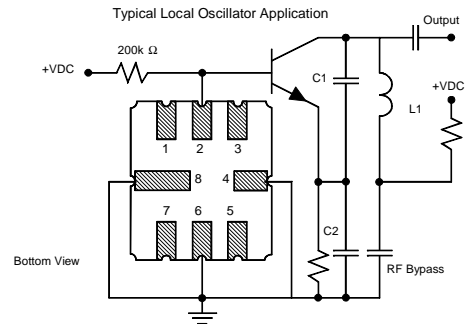 Typical Local Oscillator Application
Output
200k Ω
+VDC
C1
+VDC
L1
1 2 3
8 4
7 6 5
C2
Bottom View
RF Bypass